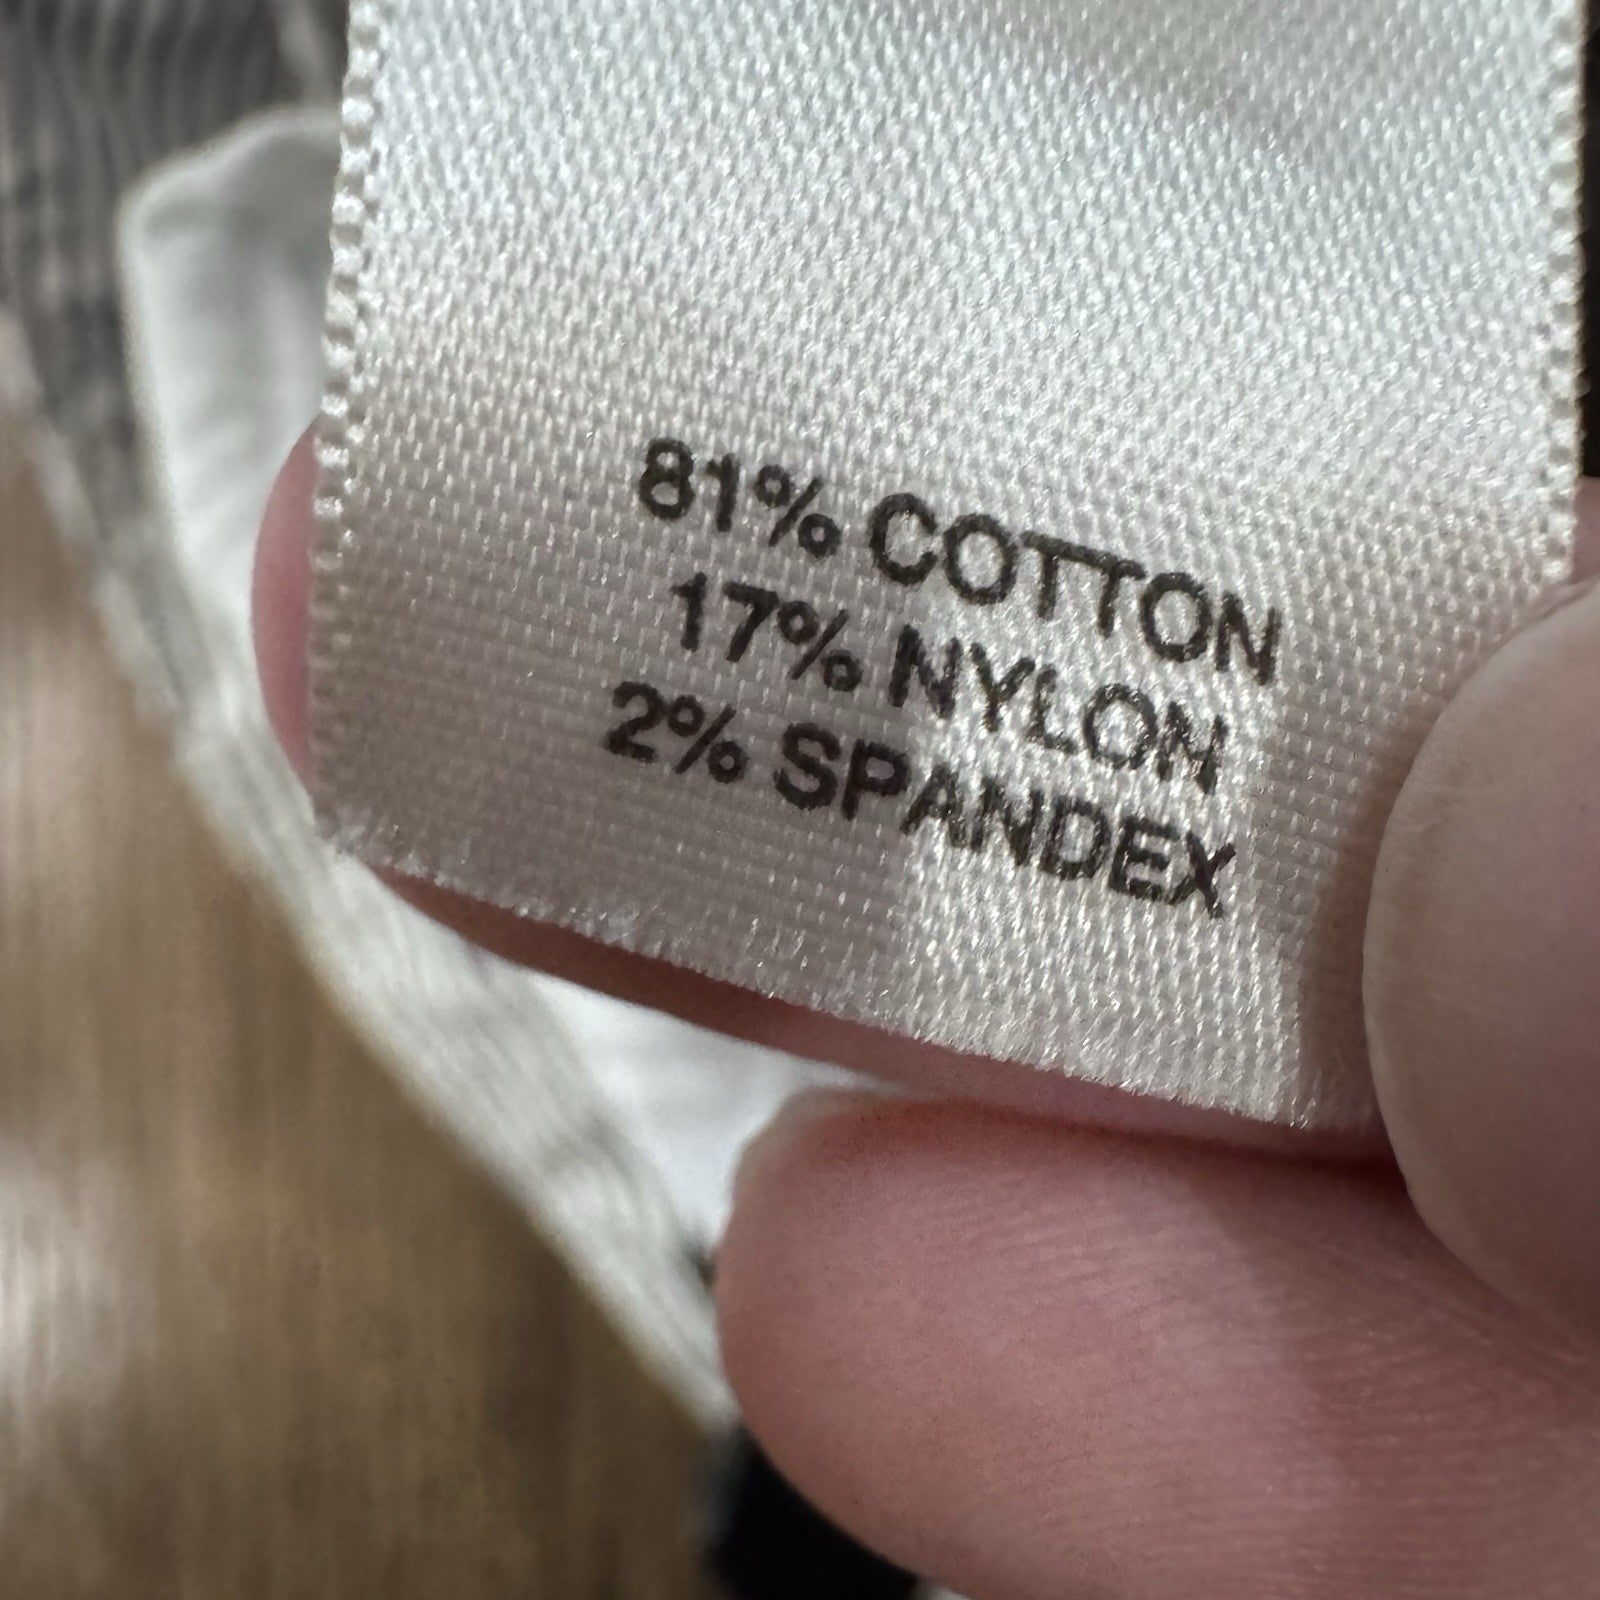 81% COTTON
17% NYLON
2% SPANDEX